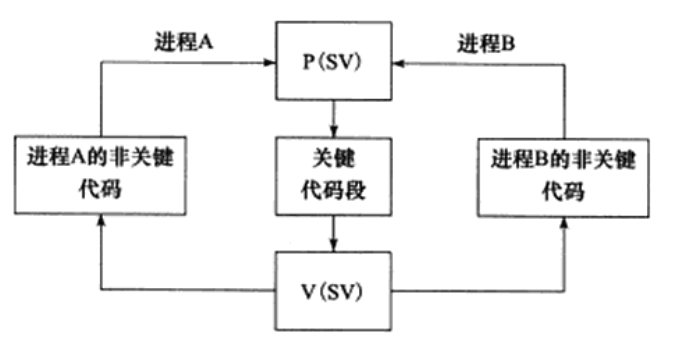 进程A
P(SV)
进程B
进程A的非关键
代码
关键
代码段
进程B的非关键
代码
V(SV)